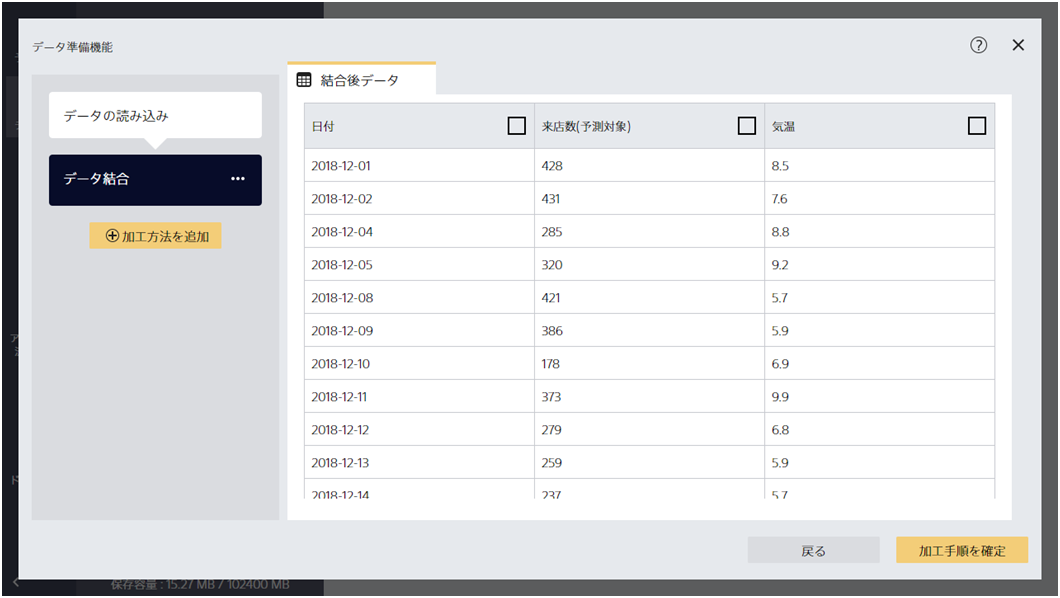 データ準備機能
?
データの読み込み
データ結合 •••
加工方法を追加
結合後データ
日付 来店数(予測対象) 気温
2018-12-01 428 8.5
2018-12-02 431 7.6
2018-12-04 285 8.8
2018-12-05 320 9.2
2018-12-08 421 5.7
2018-12-09 386 5.9
2018-12-10 178 6.9
2018-12-11 373 9.9
2018-12-12 279 6.8
2018-12-13 259 5.9
2018-12-14 237 5.7
戻る 加工手順を確定
保存容量 : 15.27 MB / 102400 MB